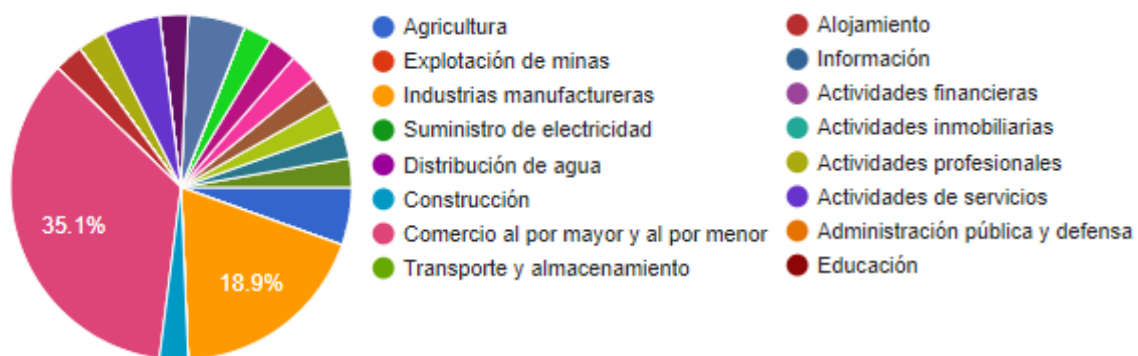 35.1%
18.9%
Agricultura
Explotación de minas
Industrias manufactureras
Suministro de electricidad
Distribución de agua
Construcción
Comercio al por mayor y al por menor
Transporte y almacenamiento
Alojamiento
Información
Actividades financieras
Actividades inmobiliarias
Actividades profesionales
Actividades de servicios
Administración pública y defensa
Educación